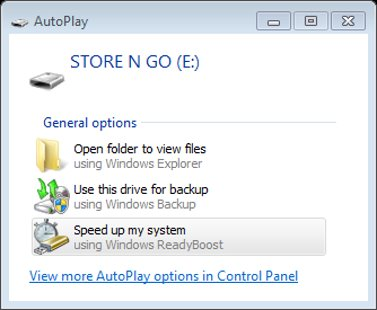 AutoPlay
STORE N GO (E:)
General options
Open folder to view files
using Windows Explorer
Use this drive for backup
using Windows Backup
Speed up my system
using Windows ReadyBoost
View more AutoPlay options in Control Panel